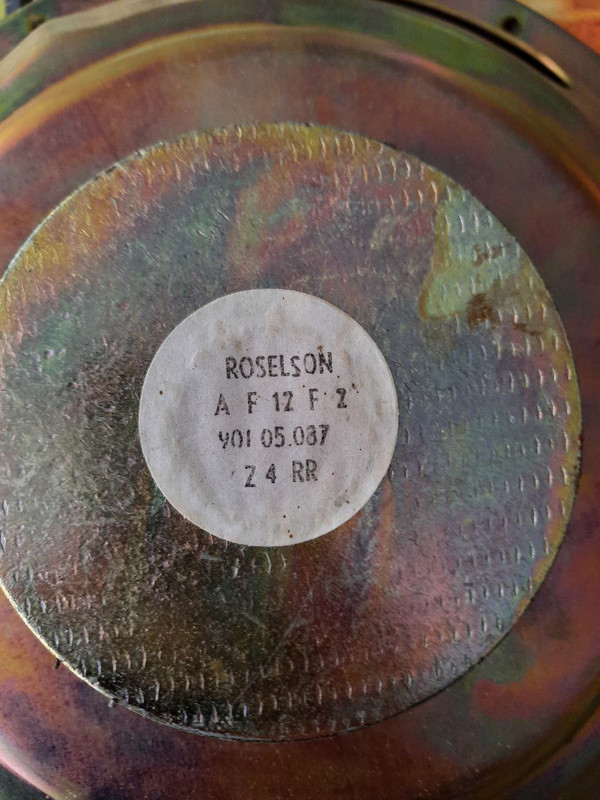 ROSELSON
A F 12 F 2
901 05.087
Z 4 RR